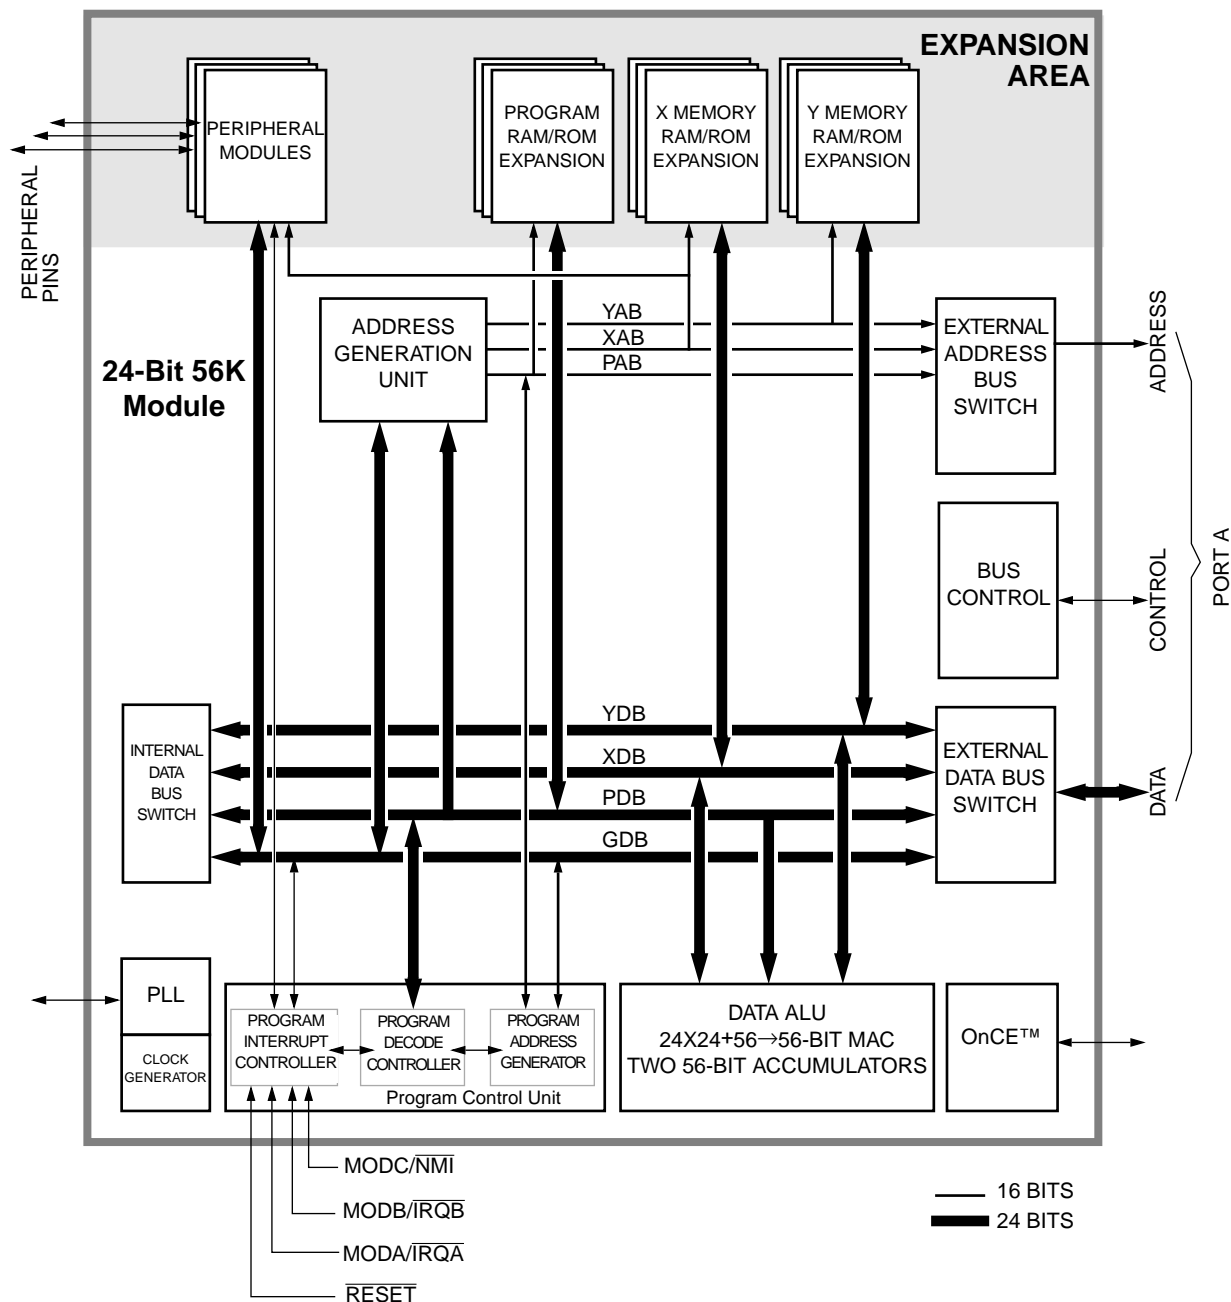 EXPANSION
AREA
PERIPHERAL
MODULES
PROGRAM
RAM/ROM
EXPANSION
X MEMORY
RAM/ROM
EXPANSION
Y MEMORY
RAM/ROM
EXPANSION
PERIPHERAL
PINS
24-Bit 56K
Module
ADDRESS
GENERATION
UNIT
YAB
XAB
PAB
EXTERNAL
ADDRESS
BUS
SWITCH
ADDRESS
BUS
CONTROL
CONTROL
PORT A
INTERNAL
DATA
BUS
SWITCH
YDB
XDB
PDB
GDB
EXTERNAL
DATA BUS
SWITCH
DATA
PLL
CLOCK
GENERATOR
PROGRAM
INTERRUPT
CONTROLLER
PROGRAM
DECODE
CONTROLLER
PROGRAM
ADDRESS
GENERATOR
Program Control Unit
DATA ALU
24X24+56→56-BIT MAC
TWO 56-BIT ACCUMULATORS
OnCE™
MODC/N̅M̅I̅
MODB/I̅R̅Q̅B̅
MODA/I̅R̅Q̅A̅
R̅E̅S̅E̅T̅
16 BITS
24 BITS